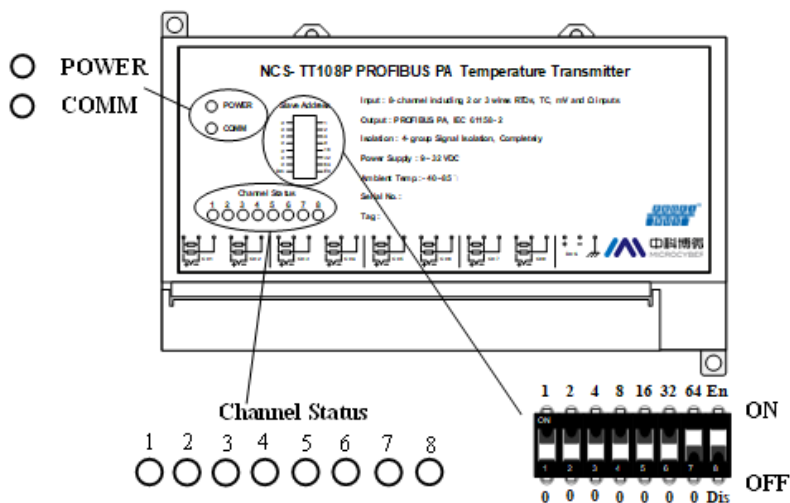 POWER
COMM
NCS- TT108P PROFIBUS PA Temperature Transmitter
POWER
COMM
Slave Address
Input : 8-channel including 2 or 3 wires RTDs, TC, mV and Ω inputs
Output : PROFIBUS PA, IEC 61158-2
Isolation : 4-group Signal Isolation, Completely
Power Supply : 9~32 VDC
Ambient Temp :-40~85
Serial No. :
Tag :
Channel Status
1 2 3 4 5 6 7 8
中科博微
MICROCYBER
Channel Status
1 2 3 4 5 6 7 8
1 2 4 8 16 32 64 En
ON
ON
1 2 3 4 5 6 7 8
OFF
0 0 0 0 0 0 0 Dis